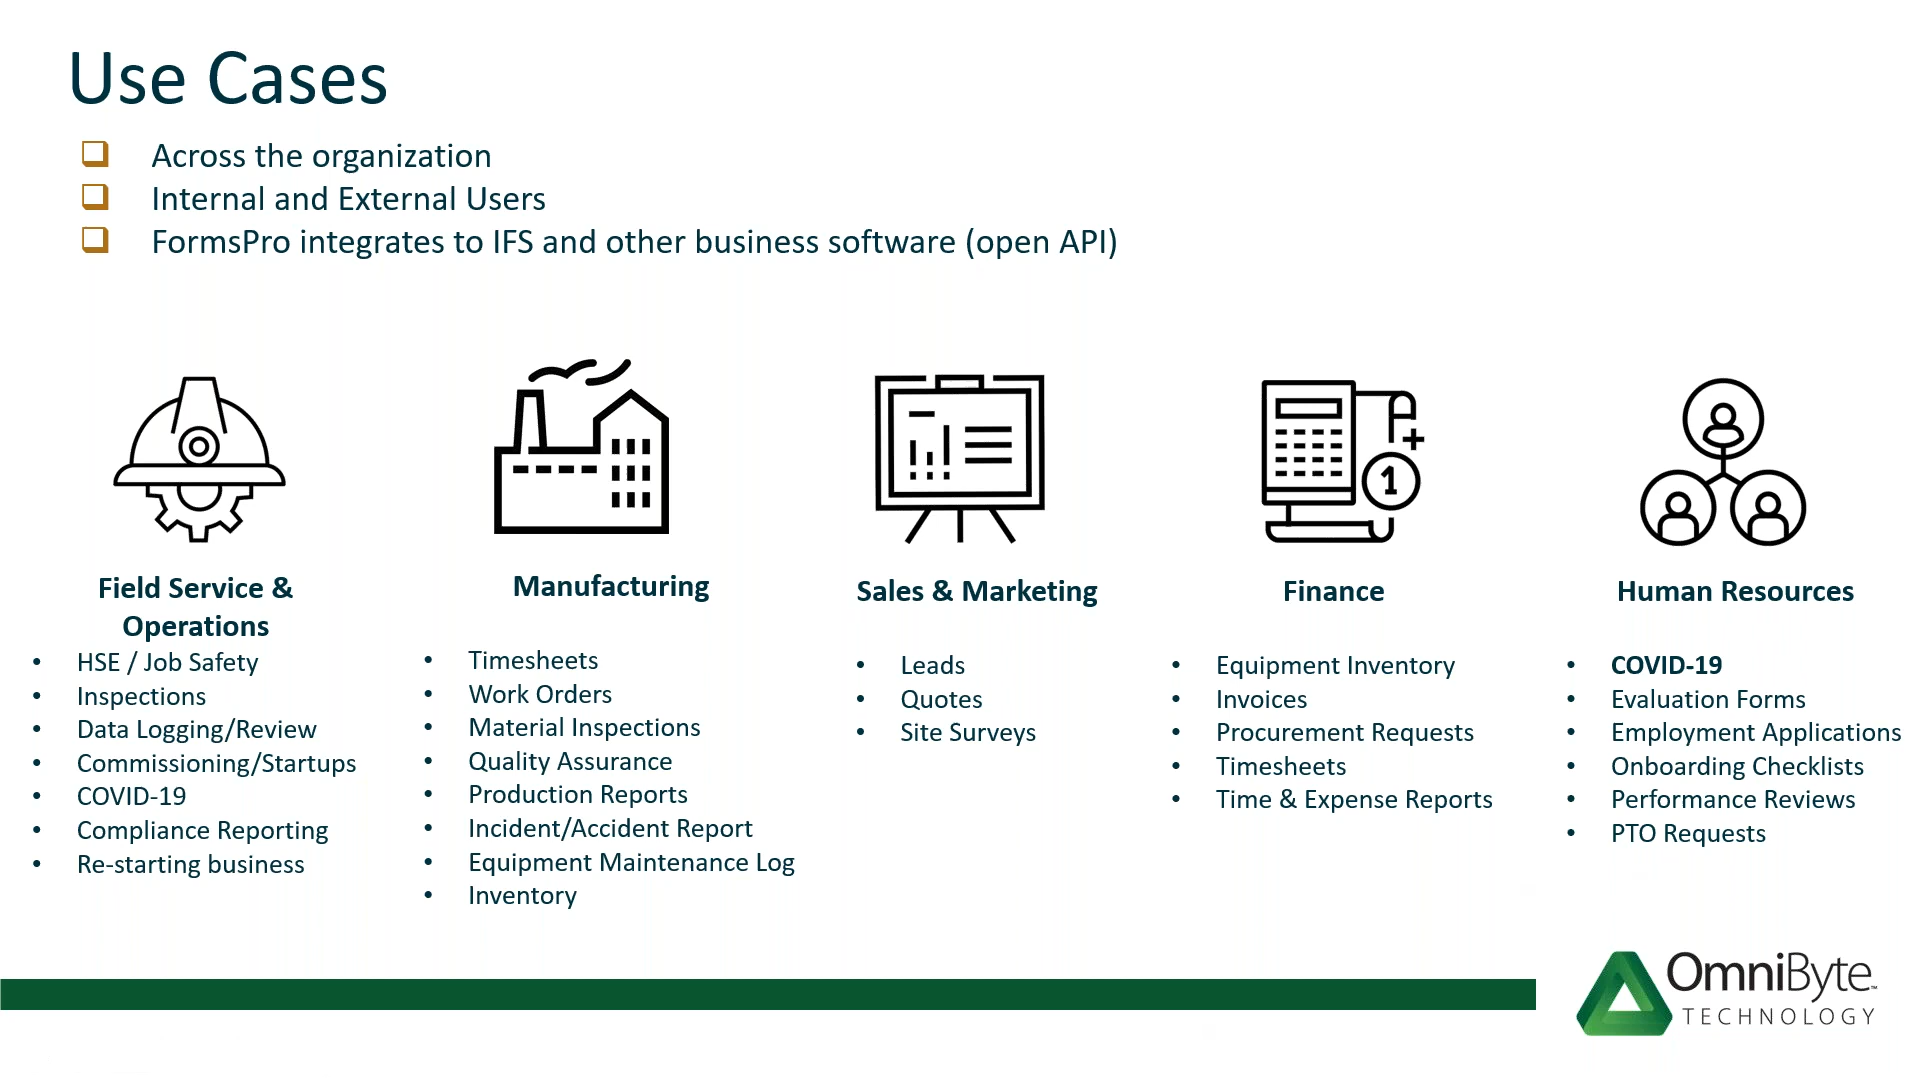 Use Cases
Across the organization
Internal and External Users
FormsPro integrates to IFS and other business software (open API)
Field Service &
Operations
• HSE / Job Safety
• Inspections
• Data Logging/Review
• Commissioning/Startups
• COVID-19
• Compliance Reporting
• Re-starting business
Manufacturing
• Timesheets
• Work Orders
• Material Inspections
• Quality Assurance
• Production Reports
• Incident/Accident Report
• Equipment Maintenance Log
• Inventory
Sales & Marketing
• Leads
• Quotes
• Site Surveys
1
Finance
• Equipment Inventory
• Invoices
• Procurement Requests
• Timesheets
• Time & Expense Reports
Human Resources
• COVID-19
• Evaluation Forms
• Employment Applications
• Onboarding Checklists
• Performance Reviews
• PTO Requests
OmniByte™
TECHNOLOGY